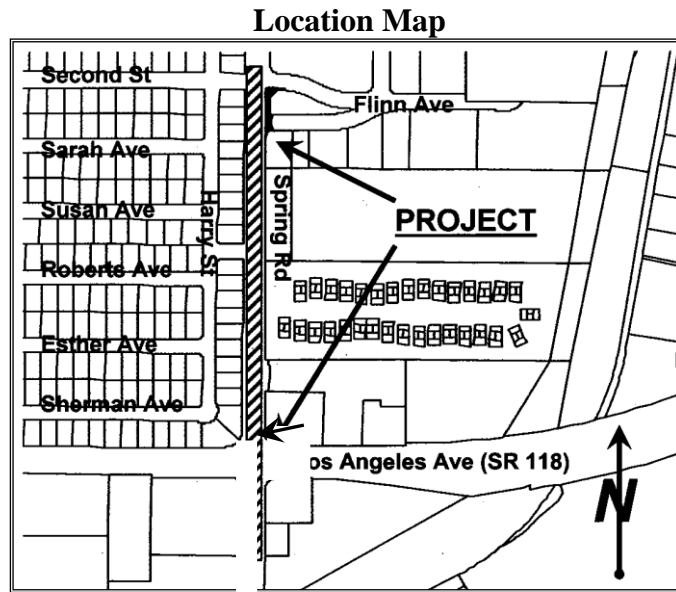 Location Map
Second St
Flinn Ave
Sarah Ave
Harry St
Spring Rd
Susan Ave
PROJECT
Roberts Ave
Esther Ave
Sherman Ave
os Angeles Ave (SR 118)
N